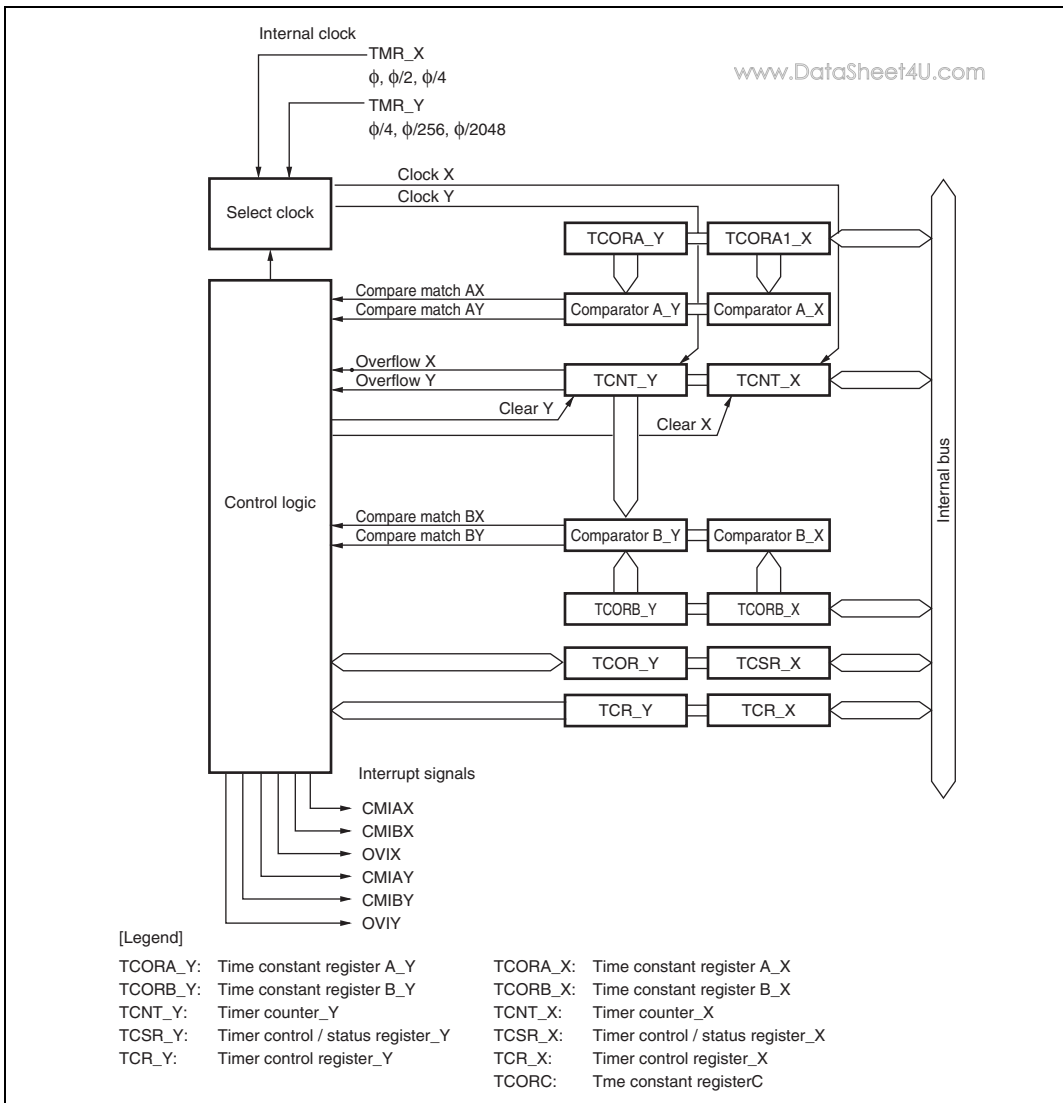 Internal clock
TMR_X
ϕ, ϕ/2, ϕ/4
www.DataSheet4U.com
TMR_Y
ϕ/4, ϕ/256, ϕ/2048
Clock X
Clock Y
Select clock
TCORA_Y
TCORA1_X
Compare match AX
Compare match AY
Comparator A_Y
Comparator A_X
Overflow X
Overflow Y
TCNT_Y
TCNT_X
Clear Y
Clear X
Internal bus
Control logic
Compare match BX
Compare match BY
Comparator B_Y
Comparator B_X
TCORB_Y
TCORB_X
TCOR_Y
TCSR_X
TCR_Y
TCR_X
Interrupt signals
CMIAX
CMIBX
OVIX
CMIAY
CMIBY
OVIY
[Legend]
TCORA_Y: Time constant register A_Y
TCORB_Y: Time constant register B_Y
TCNT_Y: Timer counter_Y
TCSR_Y: Timer control / status register_Y
TCR_Y: Timer control register_Y
TCORA_X: Time constant register A_X
TCORB_X: Time constant register B_X
TCNT_X: Timer counter_X
TCSR_X: Timer control / status register_X
TCR_X: Timer control register_X
TCORC: Tme constant registerC